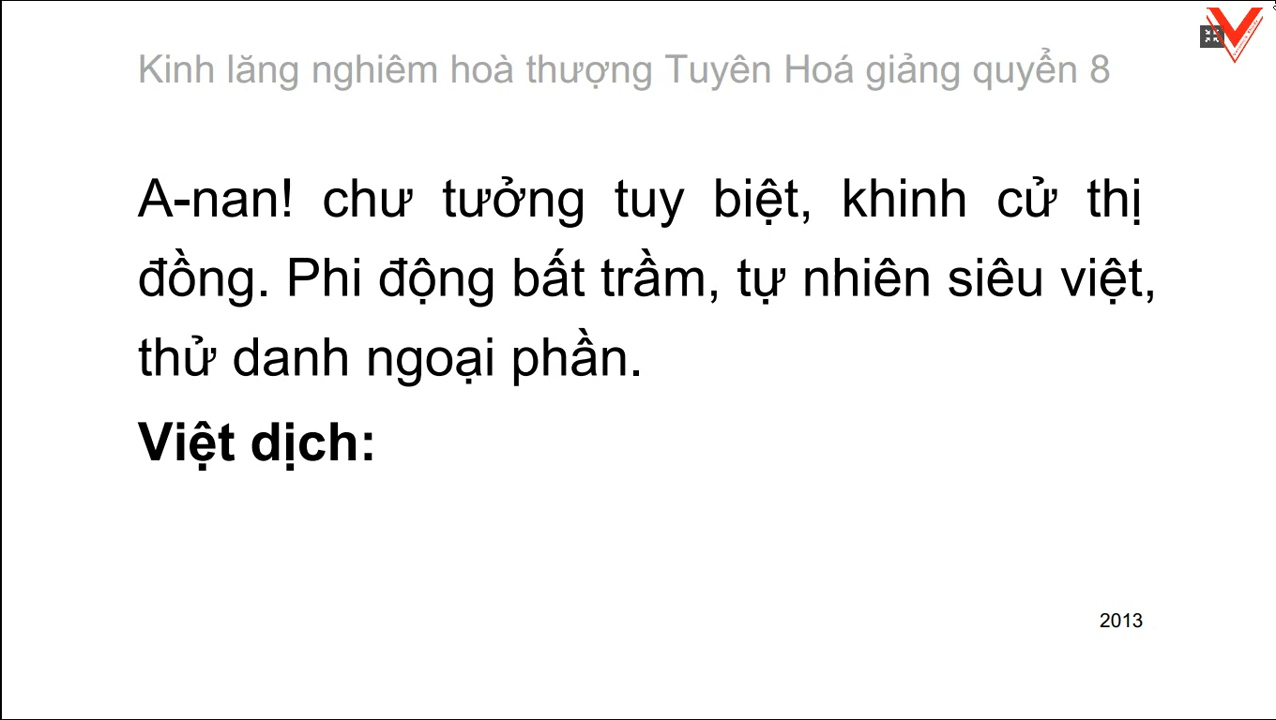 Kinh lăng nghiêm hoà thượng Tuyên Hoá giảng quyển 8
A-nan! chư tưởng tuy biệt, khinh cử thị
đồng. Phi động bất trầm, tự nhiên siêu việt,
thử danh ngoại phần.
Việt dịch:
2013